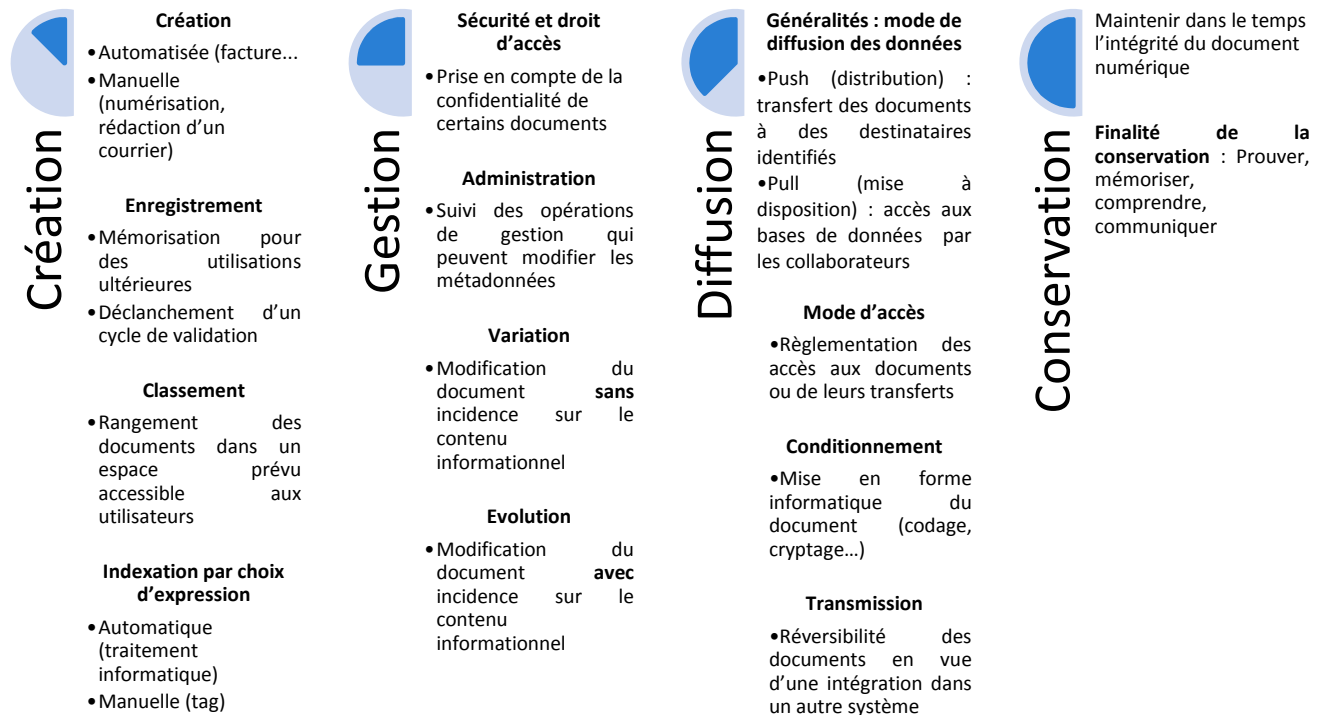 Création
Création
•Automatisée (facture...
•Manuelle
(numérisation,
rédaction d'un
courrier)
Enregistrement
•Mémorisation pour
des utilisations
ultérieures
•Déclanchement d'un
cycle de validation
Classement
•Rangement des
documents dans un
espace prévu
accessible aux
utilisateurs
Indexation par choix
d'expression
•Automatique
(traitement
informatique)
•Manuelle (tag)
Gestion
Sécurité et droit
d'accès
•Prise en compte de la
confidentialité de
certains documents
Administration
•Suivi des opérations
de gestion qui
peuvent modifier les
métadonnées
Variation
•Modification du
document sans
incidence sur le
contenu
informationnel
Evolution
•Modification du
document avec
incidence sur le
contenu
informationnel
Diffusion
Généralités : mode de
diffusion des données
•Push (distribution) :
transfert des documents
à des destinataires
identifiés
•Pull (mise à
disposition) : accès aux
bases de données par
les collaborateurs
Mode d'accès
•Règlementation des
accès aux documents
ou de leurs transferts
Conditionnement
•Mise en forme
informatique du
document (codage,
cryptage…)
Transmission
•Réversibilité des
documents en vue
d'une intégration dans
un autre système
Conservation
Maintenir dans le temps
l'intégrité du document
numérique
Finalité de la
conservation : Prouver,
mémoriser,
comprendre,
communiquer